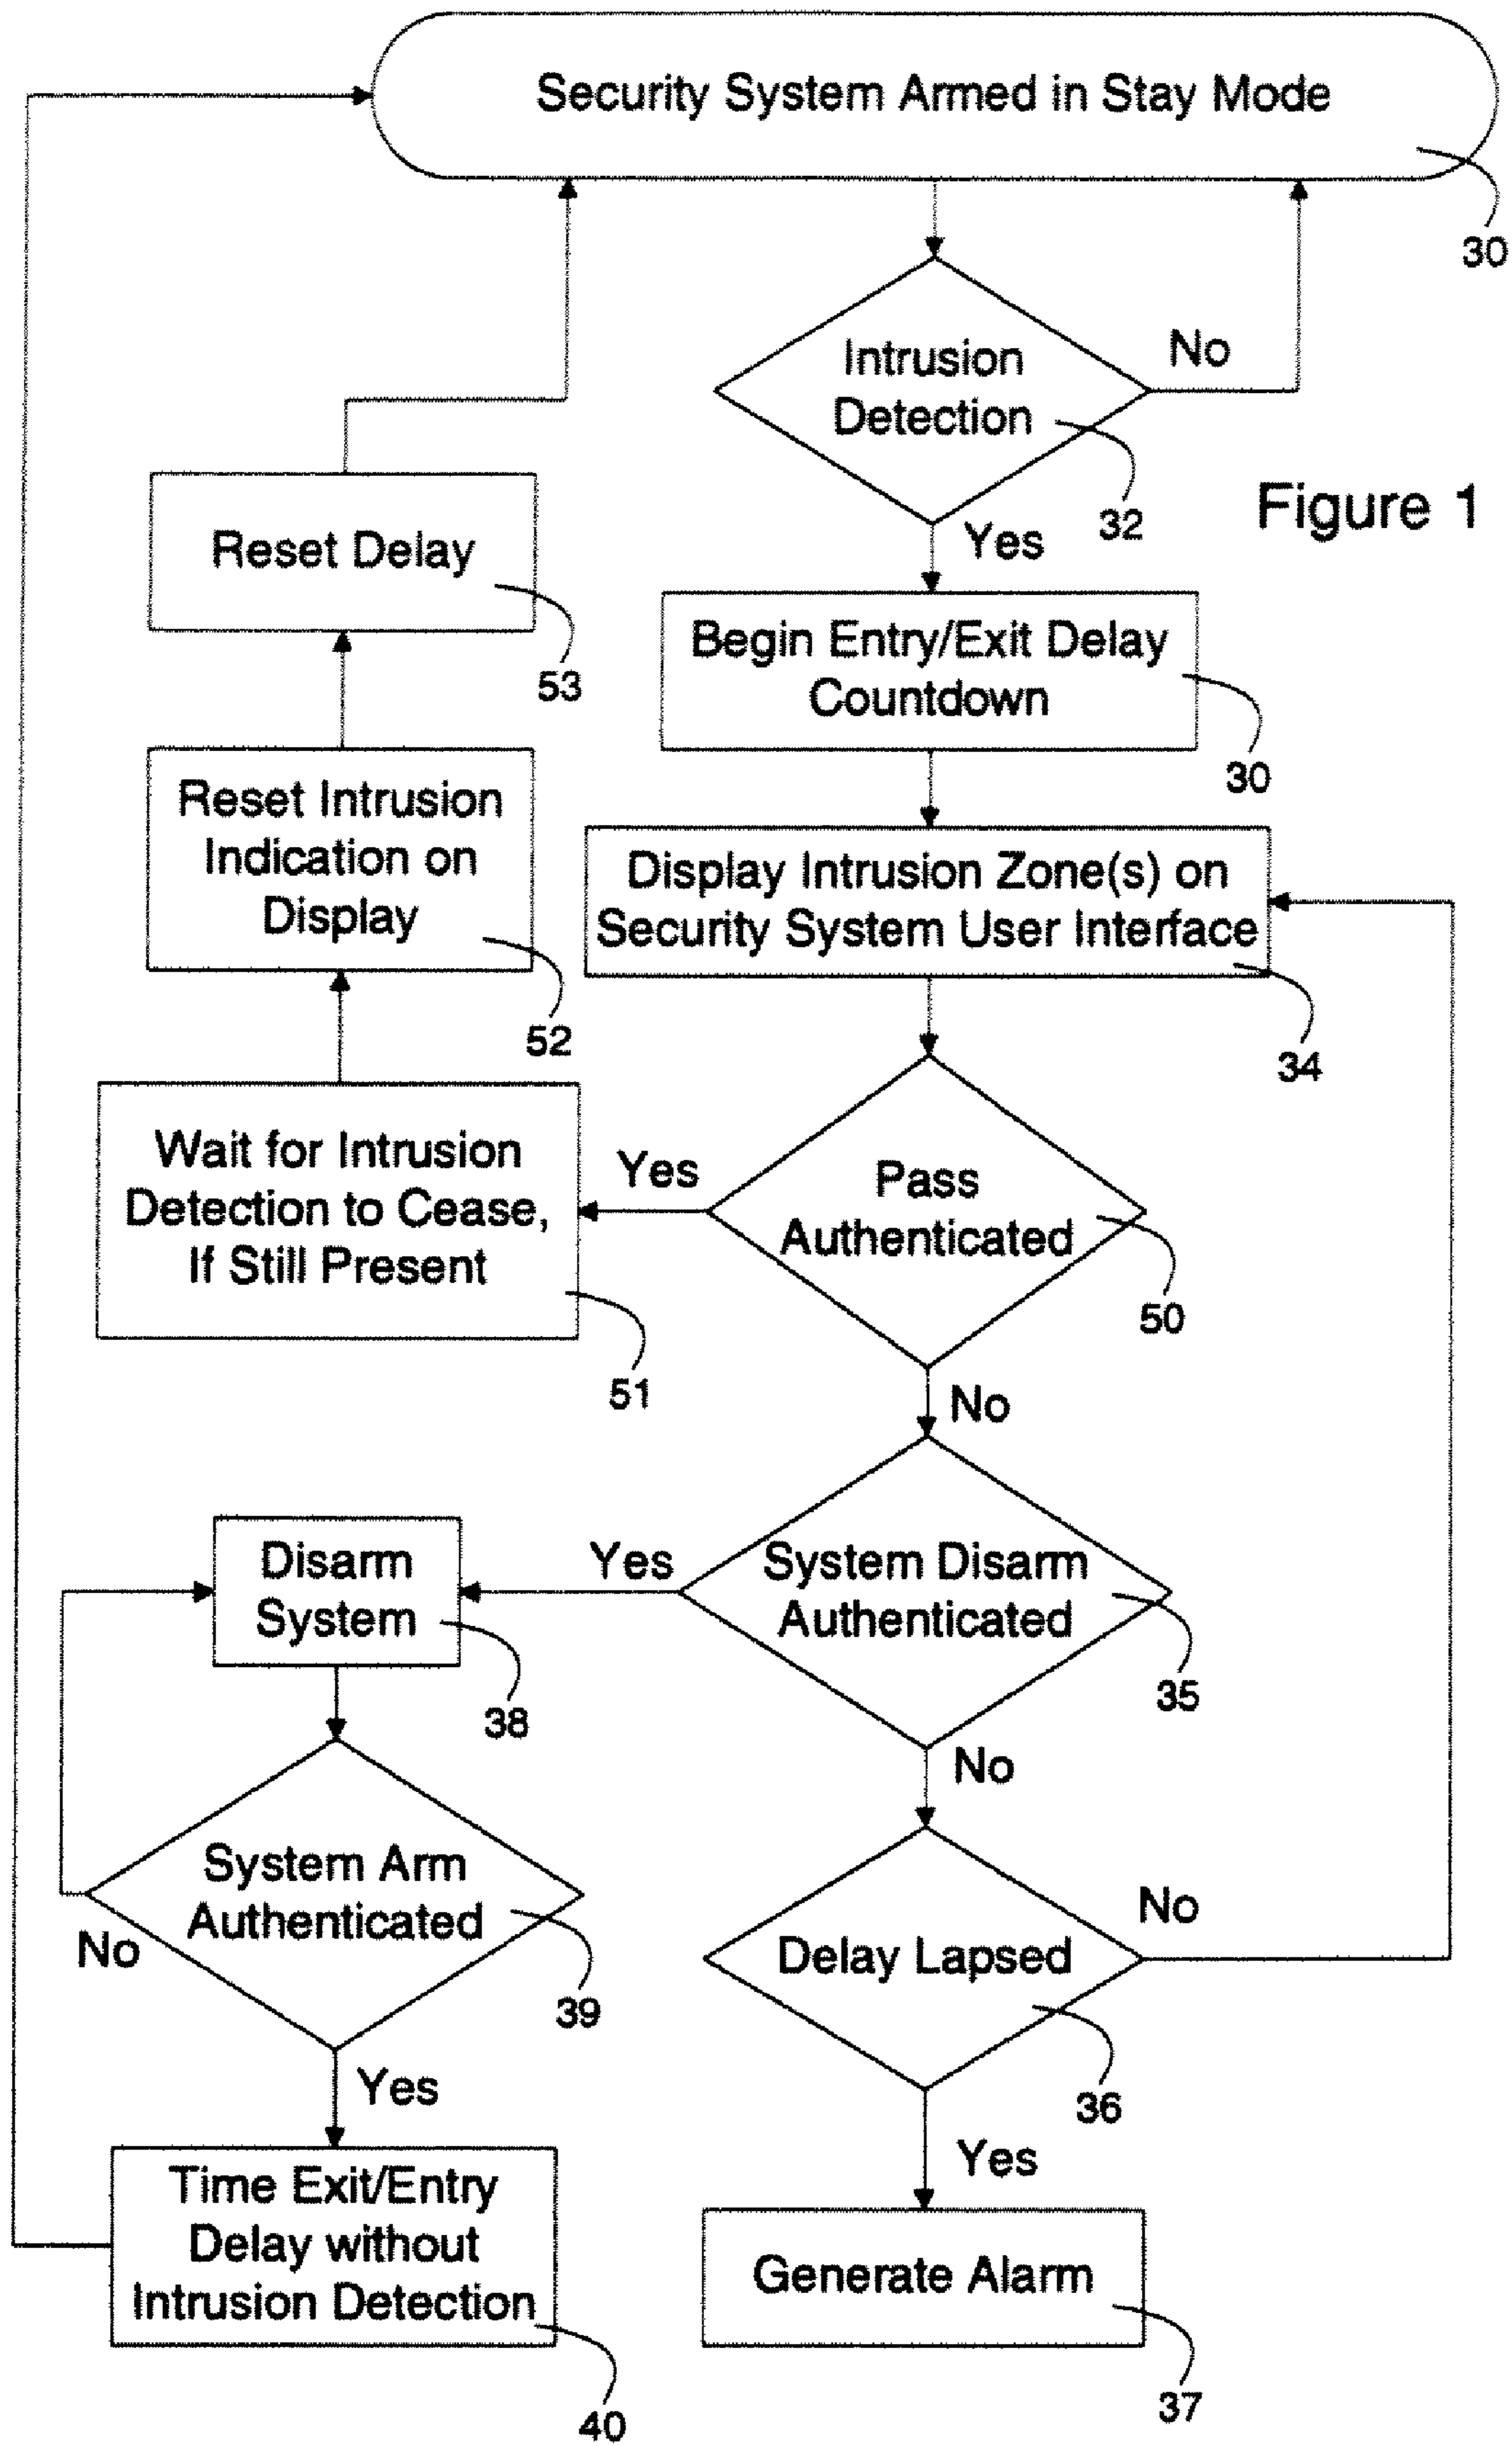 Security System Armed in Stay Mode
30
Intrusion
Detection
No
32
Yes
Figure 1
Reset Delay
53
Begin Entry/Exit Delay
Countdown
30
Reset Intrusion
Indication on
Display
52
Display Intrusion Zone(s) on
Security System User Interface
34
Wait for Intrusion
Detection to Cease,
If Still Present
51
Yes
Pass
Authenticated
50
No
Disarm
System
38
Yes
System Disarm
Authenticated
35
No
System Arm
Authenticated
No
39
Yes
Delay Lapsed
No
36
Yes
Time Exit/Entry
Delay without
Intrusion Detection
40
Generate Alarm
37